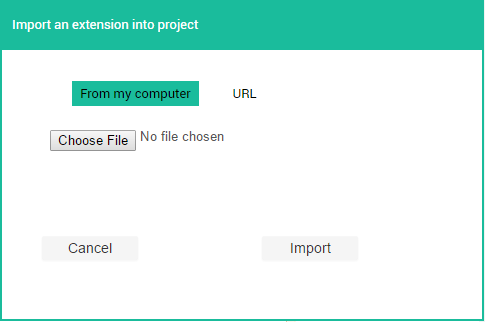 Import an extension into project
From my computer URL
Choose File No file chosen
Cancel Import